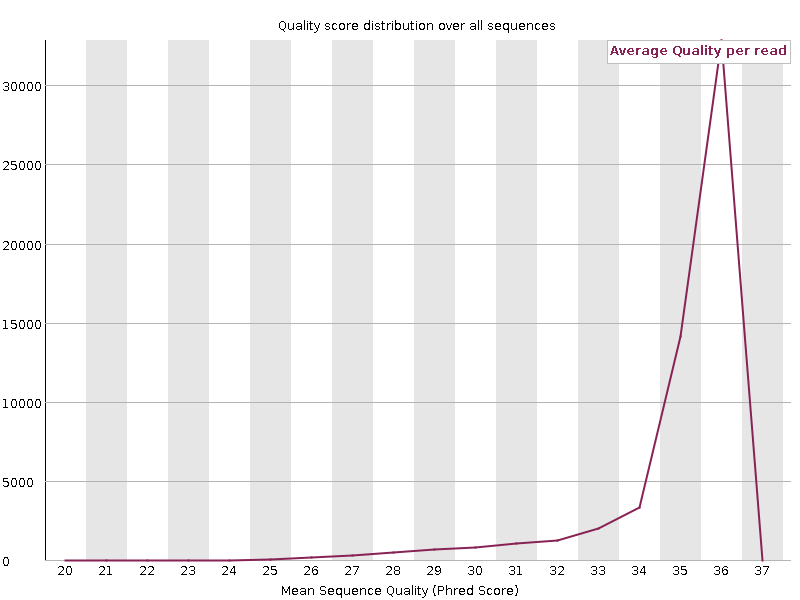 Quality score distribution over all sequences
Average Quality per read
30000
25000
20000
15000
10000
5000
0
20 21 22 23 24 25 26 27 28 29 30 31 32 33 34 35 36 37
Mean Sequence Quality (Phred Score)